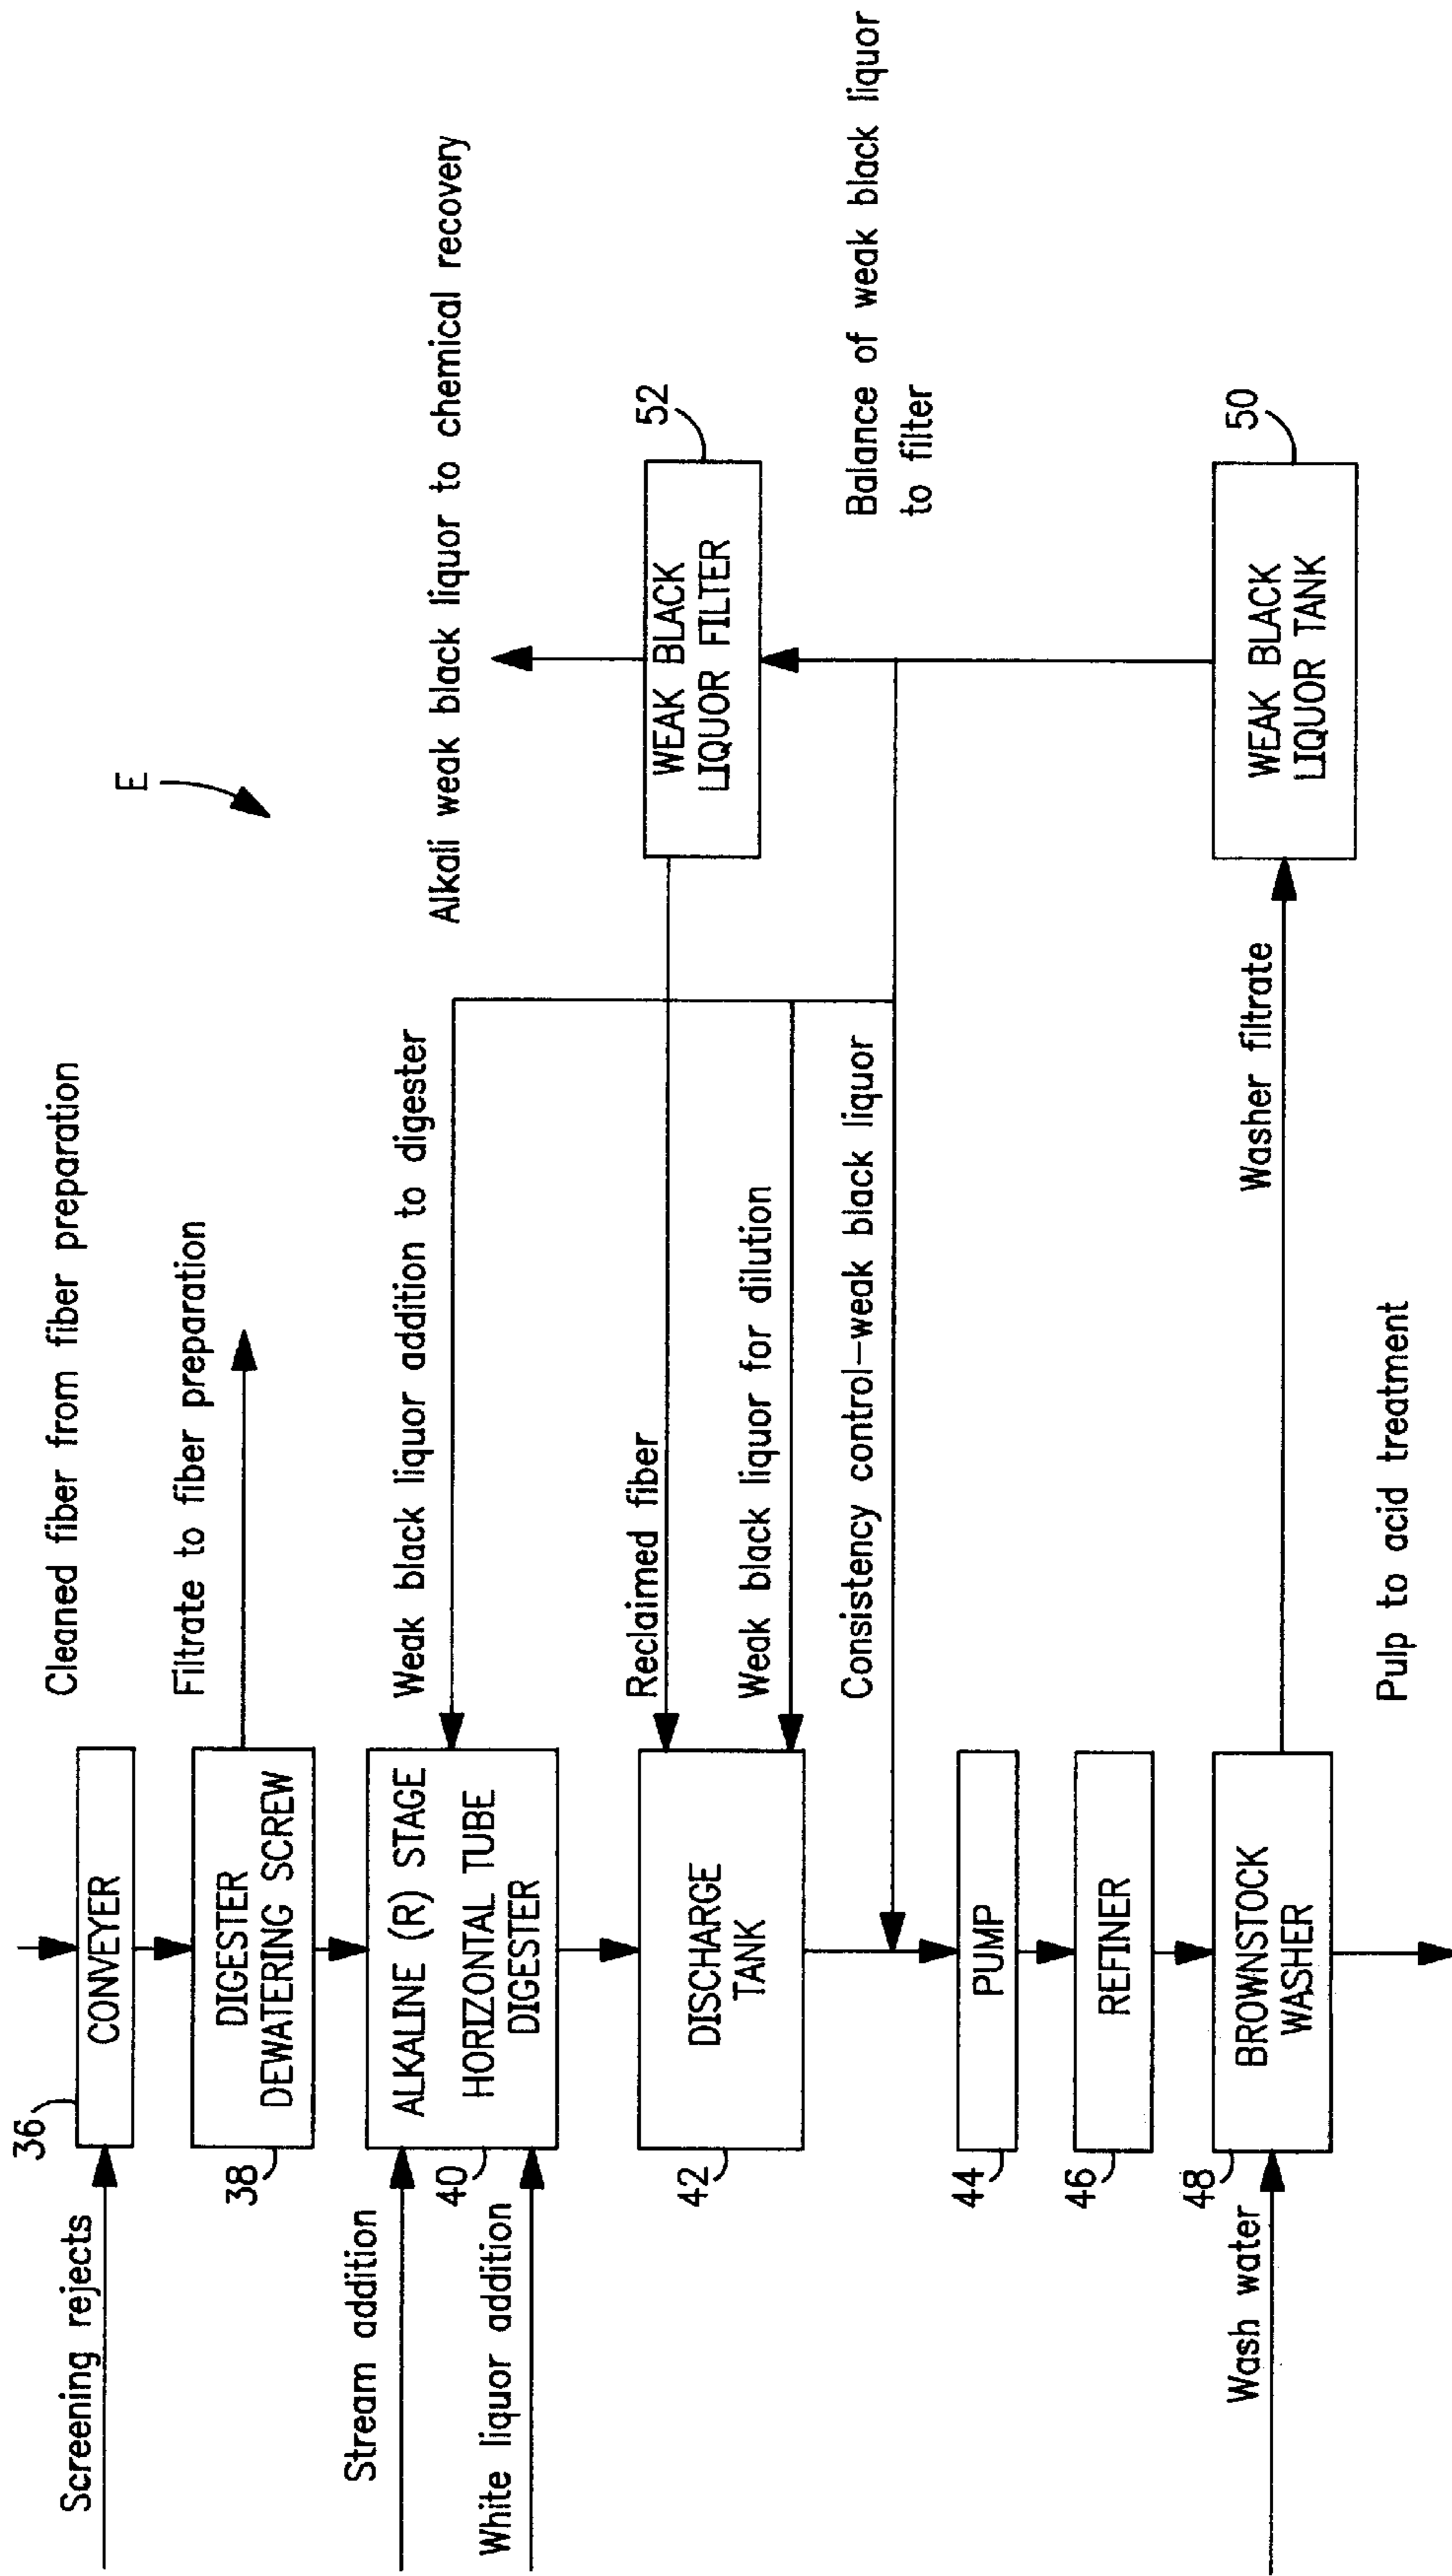 E
Cleaned fiber from fiber preparation
Screening rejects
36
CONVEYER
Filtrate to fiber preparation
38
DIGESTER
DEWATERING SCREW
Stream addition
40
White liquor addition
ALKALINE (R) STAGE
HORIZONTAL TUBE
DIGESTER
Weak black liquor addition to digester
Alkali weak black liquor to chemical recovery
Reclaimed fiber
42
DISCHARGE
TANK
Weak black liquor for dilution
52
WEAK BLACK
LIQUOR FILTER
Consistency control-weak black liquor
Balance of weak black liquor
to filter
44
PUMP
46
REFINER
48
Wash water
BROWNSTOCK
WASHER
Washer filtrate
50
WEAK BLACK
LIQUOR TANK
Pulp to acid treatment